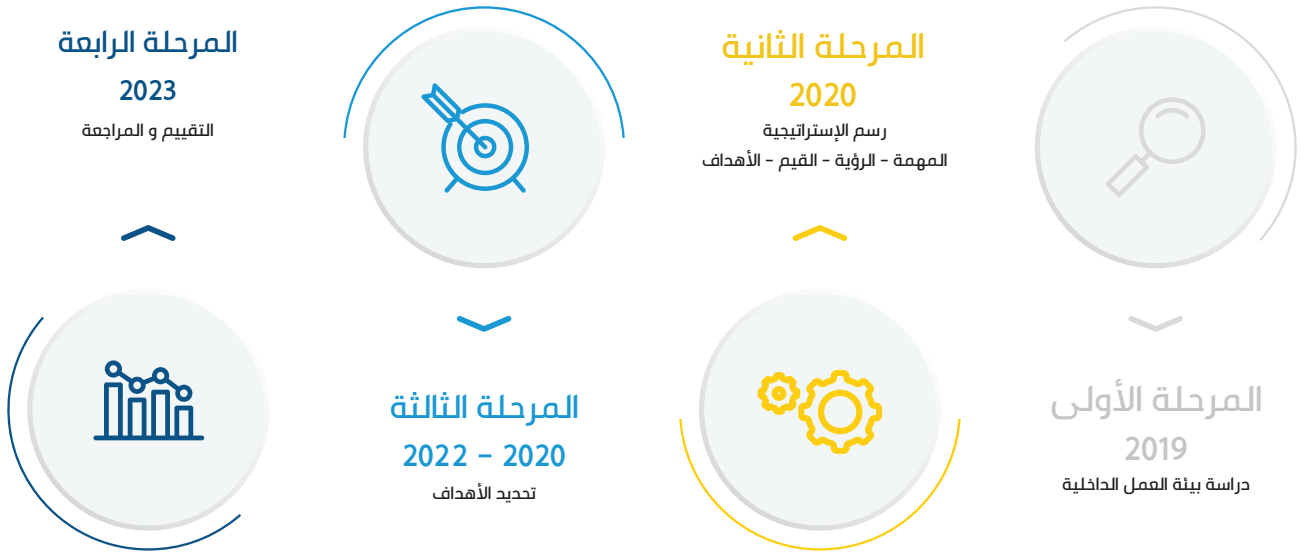 المرحلة الأولى
2019
دراسة بيئة العمل الداخلية
المرحلة الثانية
2020
رسم الإستراتيجية
المهمة - الرؤية - القيم - الأهداف
المرحلة الثالثة
2020 - 2022
تحديد الأهداف
المرحلة الرابعة
2023
التقييم و المراجعة